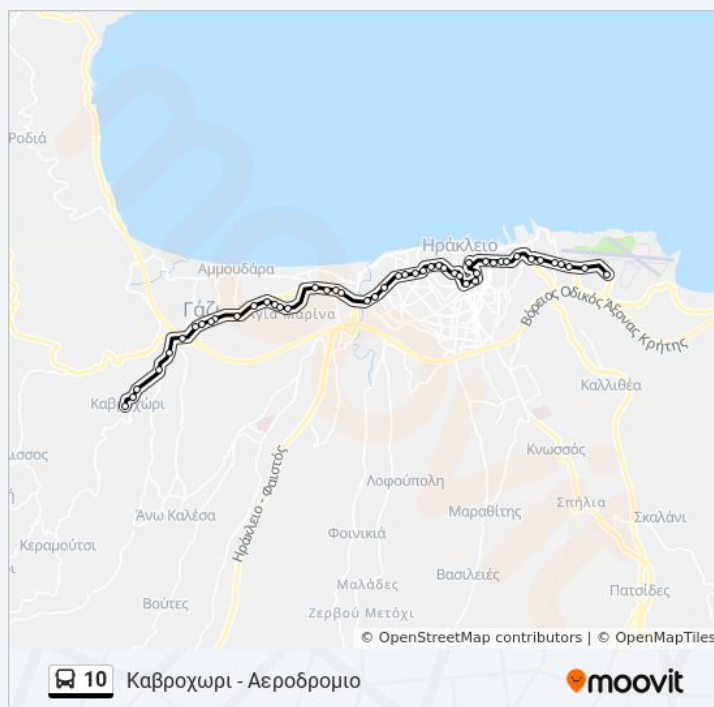 Ροδιά
Ηράκλειο
Αμμουδάρα
Γάζι
Αγία Μαρίνα
Βόρειος Οδικός Άξονας Κρήτης
Καλλιθέα
Καβροχώρι
Κνωσσός
Λοφούπολη
Ηράκλειο - Φαιστός
Σπήλια
Άνω Καλέσα
Μαραθίτης
Σκαλάνι
Φοινικιά
Κεραμούτσι
Βασιλειές
Μαλάδες
Πατσίδες
Βούτες
Ζερβού Μετόχι
© OpenStreetMap contributors | © OpenMapTiles
10 Καβροχωρι - Αεροδρομιο
moovit